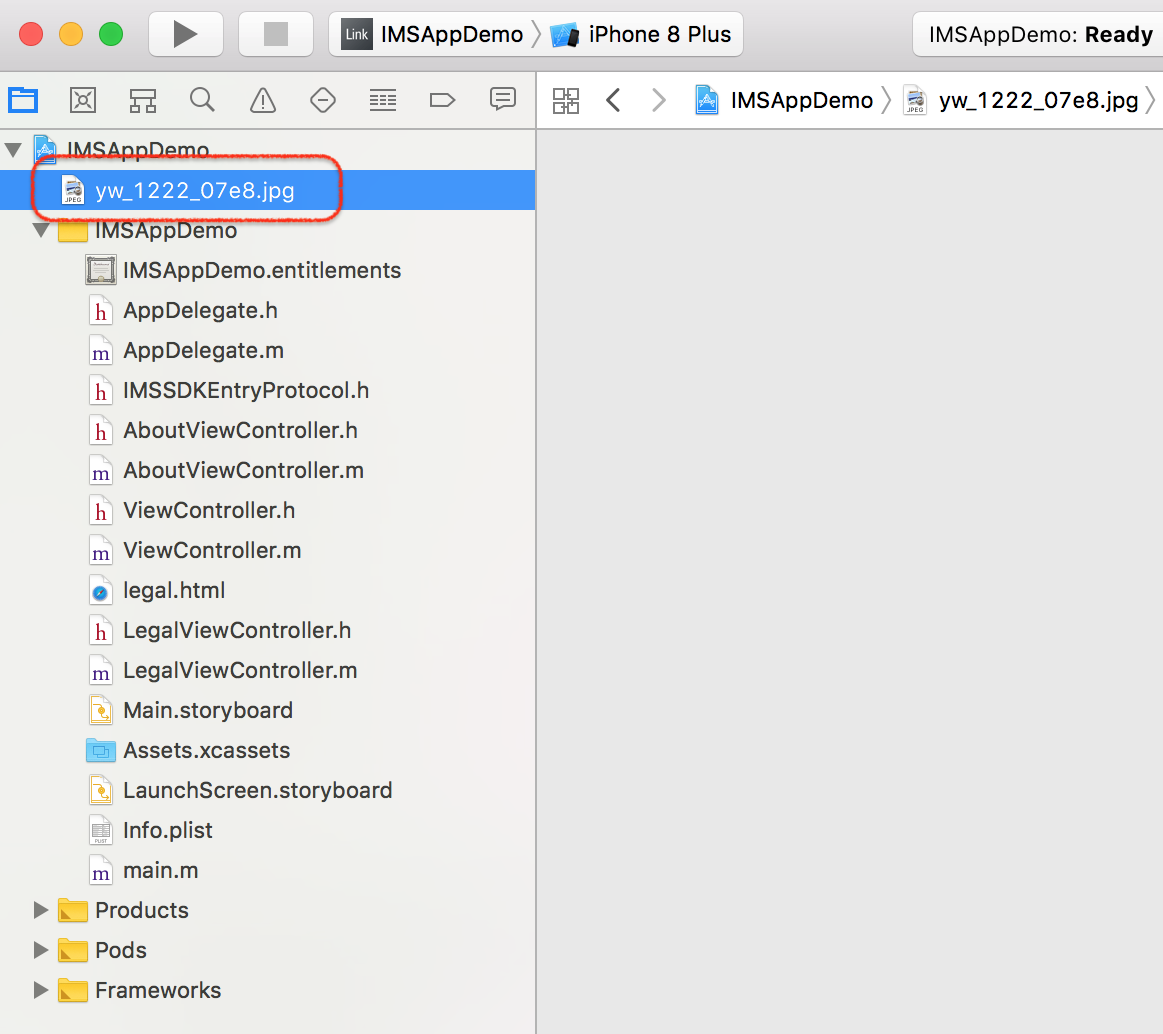 Link IMSAppDemo iPhone 8 Plus IMSAppDemo: Ready
IMSAppDemo yw_1222_07e8.jpg
IMSAppDemo
JPEG yw_1222_07e8.jpg
IMSAppDemo
IMSAppDemo.entitlements
h AppDelegate.h
m AppDelegate.m
h IMSSDKEntryProtocol.h
h AboutViewController.h
m AboutViewController.m
h ViewController.h
m ViewController.m
legal.html
h LegalViewController.h
m LegalViewController.m
Main.storyboard
Assets.xcassets
LaunchScreen.storyboard
PLIST Info.plist
m main.m
Products
Pods
Frameworks